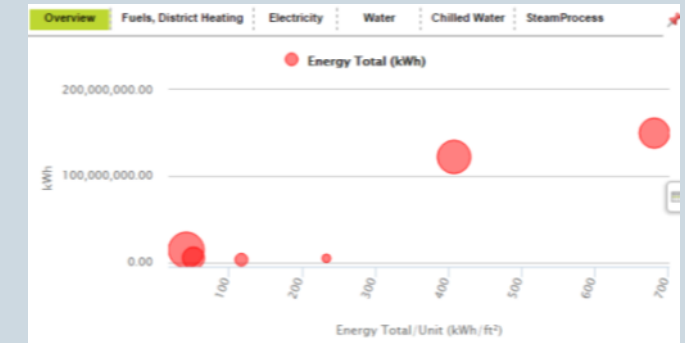 Overview Fuels, District Heating Electricity Water Chilled Water SteamProcess
Energy Total (kWh)
200,000,000.00
100,000,000.00
0.00
kWh
100 200 300 400 500 600 700
Energy Total/Unit (kWh/ft²)